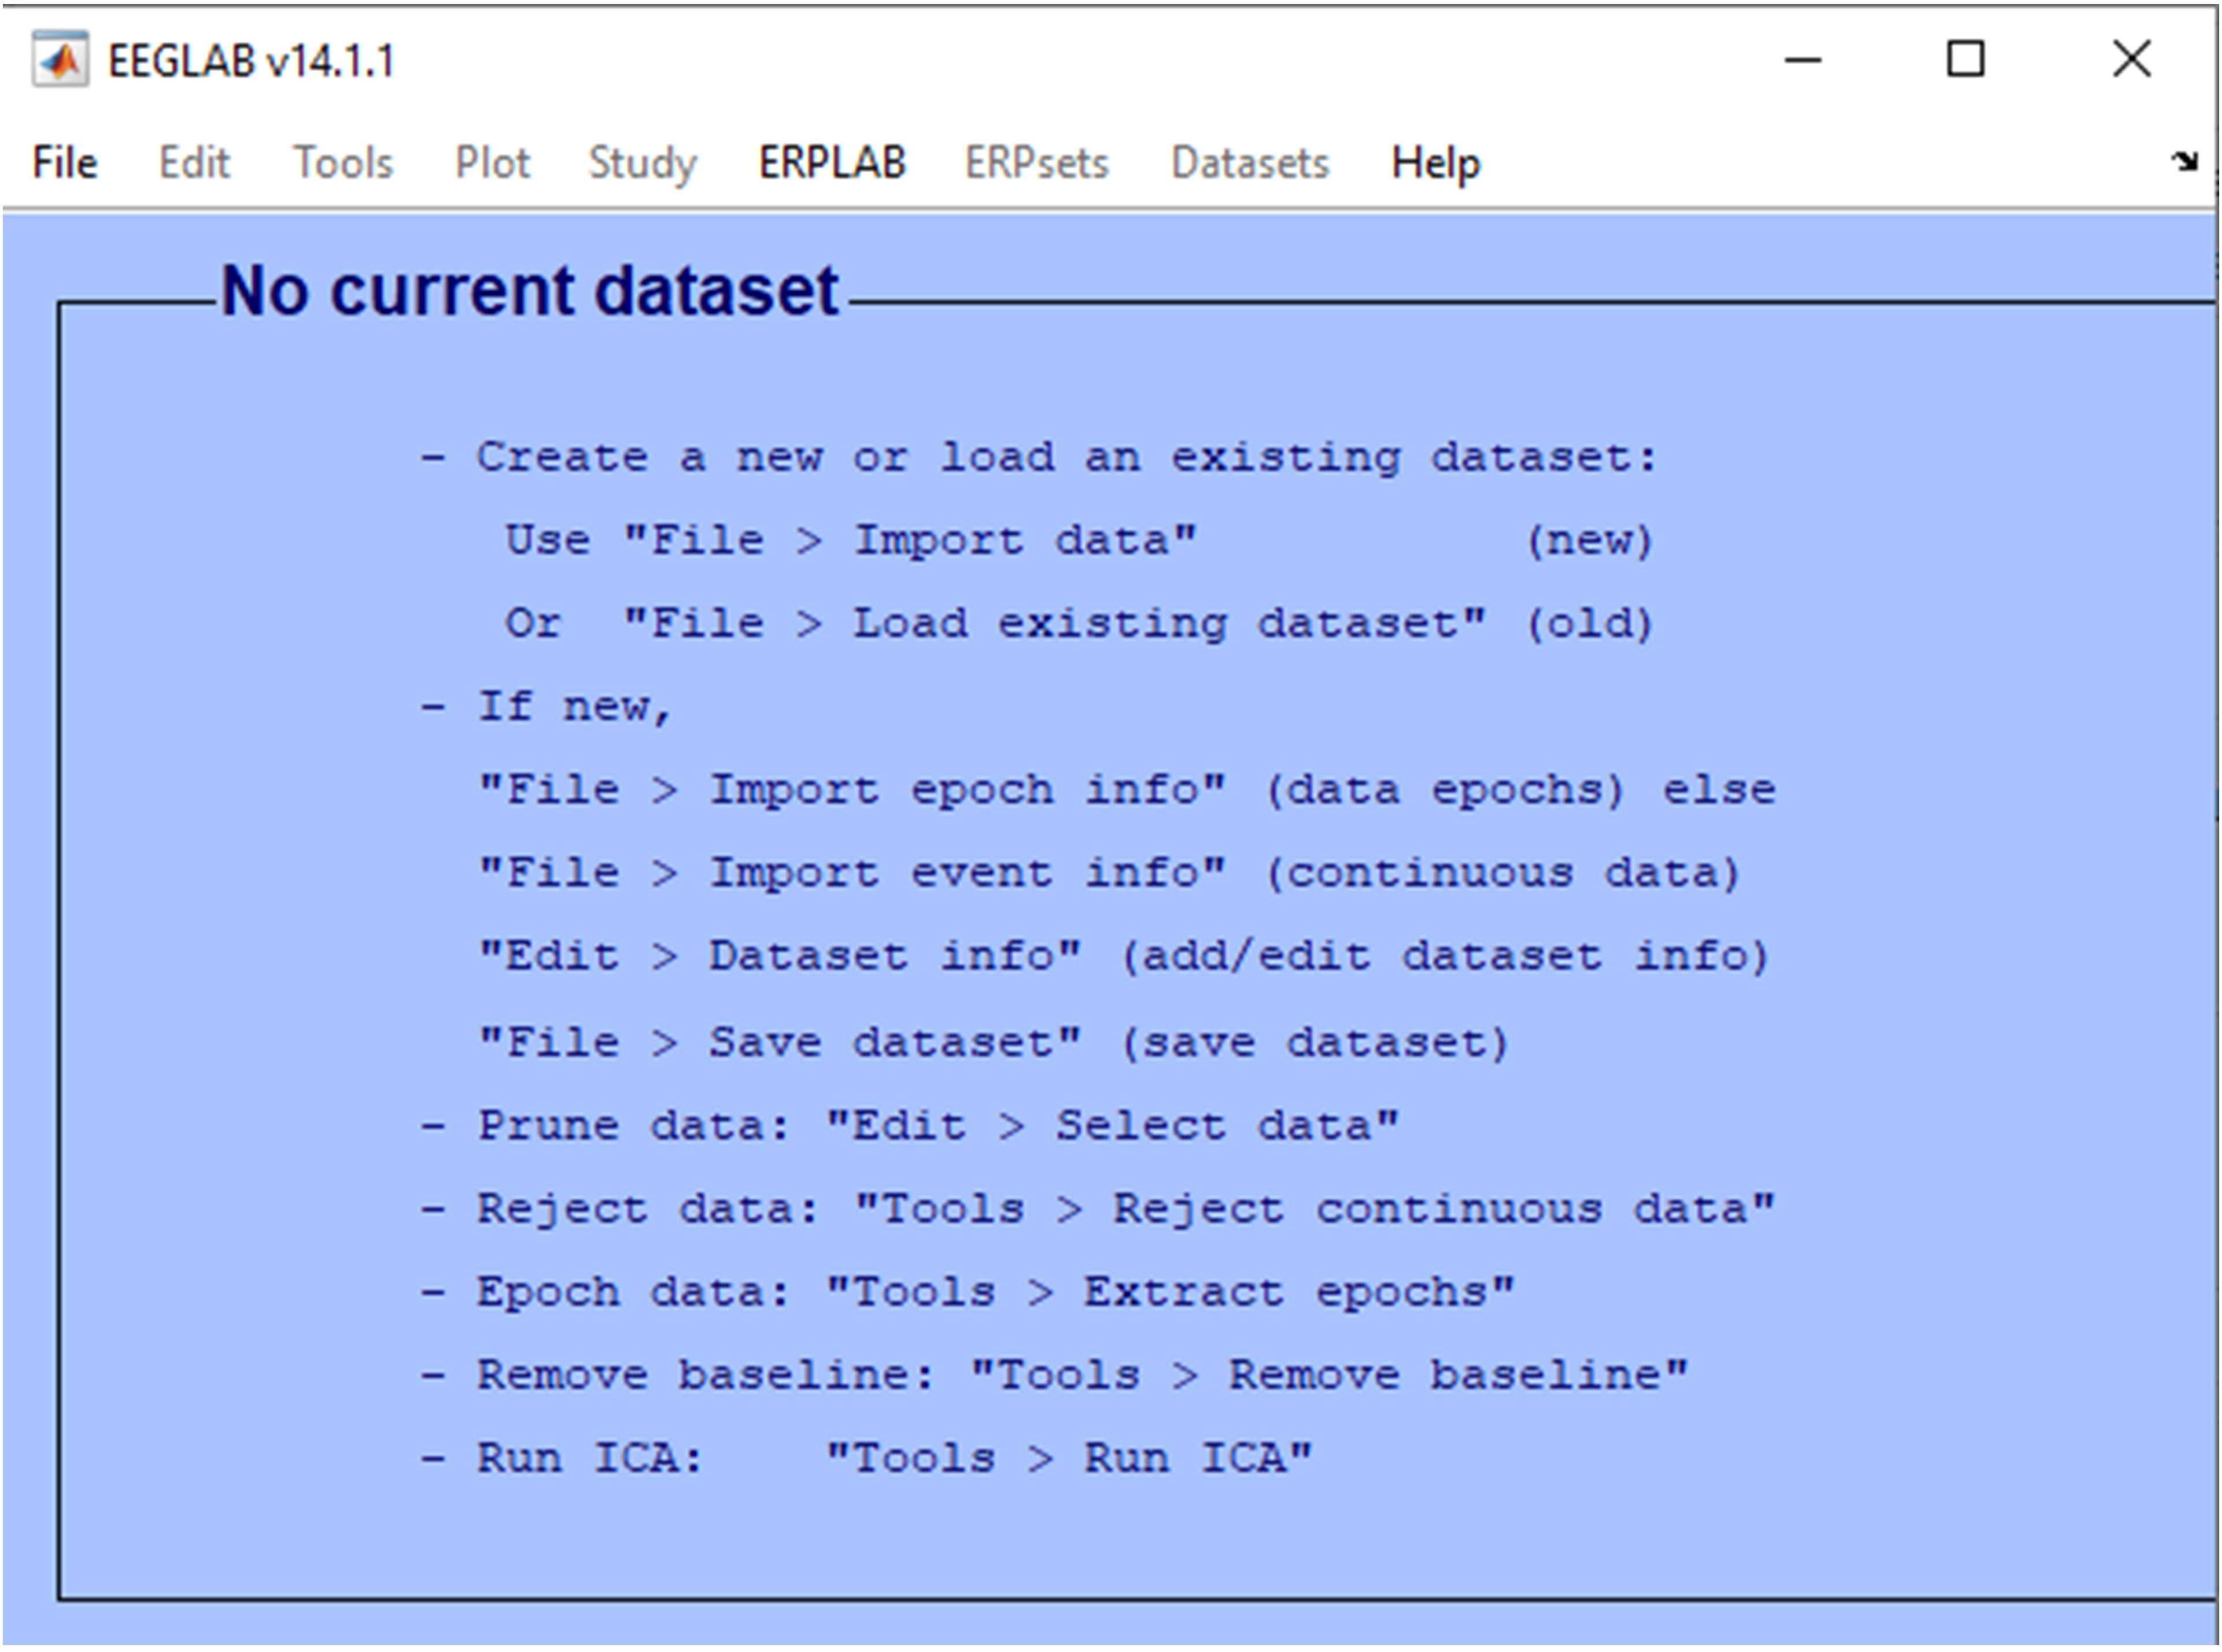 EEGLAB v14.1.1
File Edit Tools Plot Study ERPLAB ERPsets Datasets Help
No current dataset
- Create a new or load an existing dataset:
Use "File > Import data" (new)
Or "File > Load existing dataset" (old)
- If new,
"File > Import epoch info" (data epochs) else
"File > Import event info" (continuous data)
"Edit > Dataset info" (add/edit dataset info)
"File > Save dataset" (save dataset)
- Prune data: "Edit > Select data"
- Reject data: "Tools > Reject continuous data"
- Epoch data: "Tools > Extract epochs"
- Remove baseline: "Tools > Remove baseline"
- Run ICA: "Tools > Run ICA"